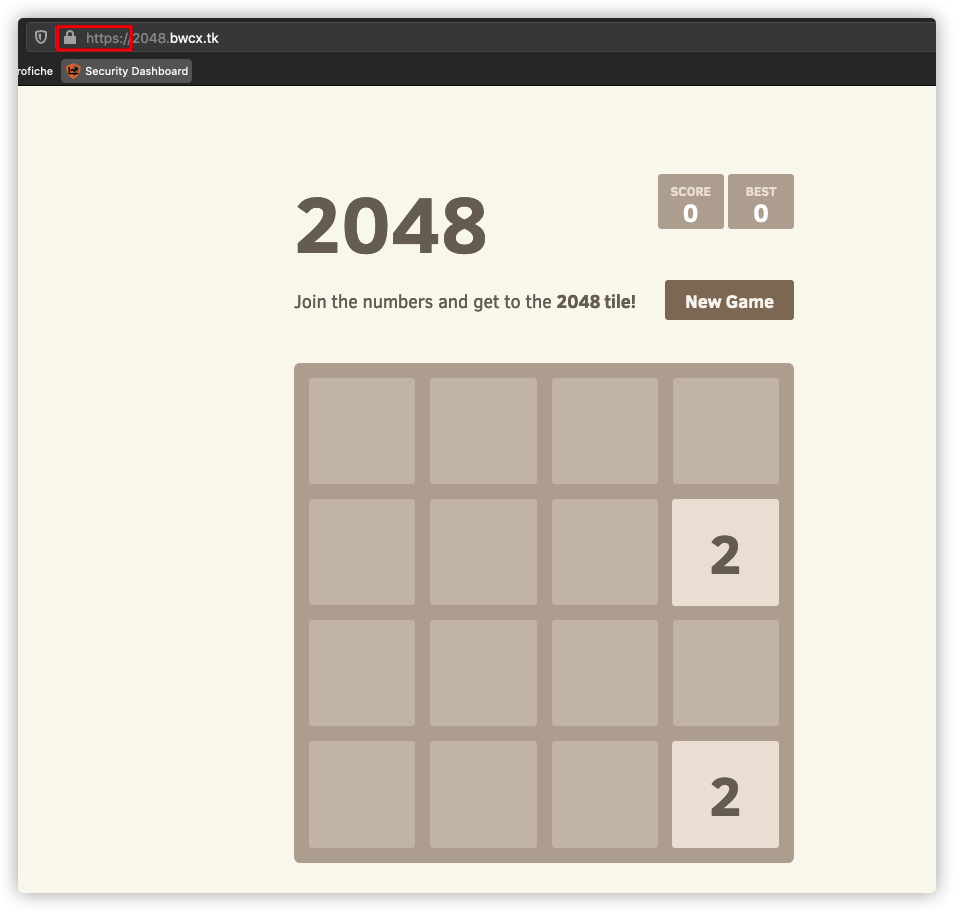 https://2048.bwcx.tk
rofiche Security Dashboard
2048
SCORE BEST
0 0
Join the numbers and get to the 2048 tile! New Game
2
2